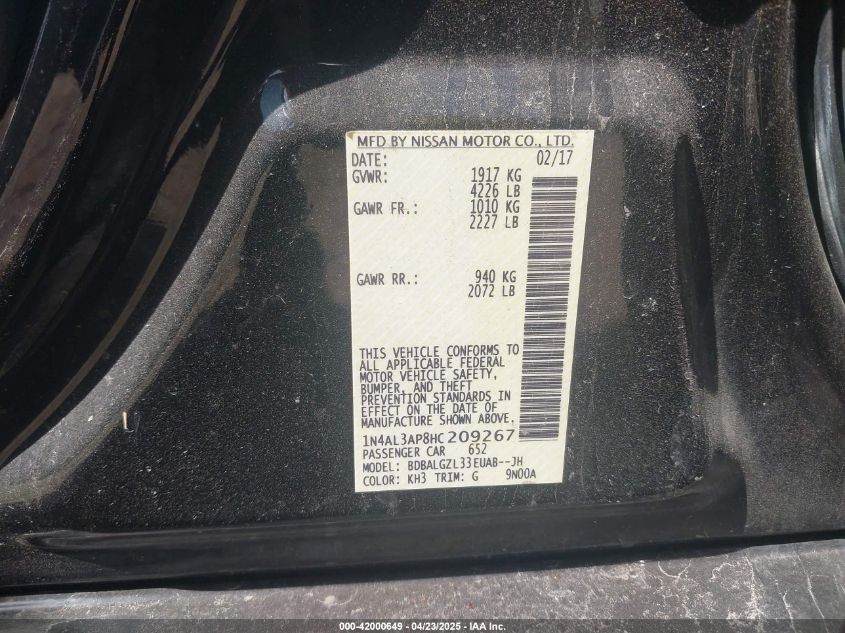 MFD BY NISSAN MOTOR CO., LTD.
DATE: 02/17
GVWR: 1917 KG
4226 LB
GAWR FR.: 1010 KG
2227 LB
GAWR RR.: 940 KG
2072 LB
THIS VEHICLE CONFORMS TO
ALL APPLICABLE FEDERAL
MOTOR VEHICLE SAFETY,
BUMPER, AND THEFT
PREVENTION STANDARDS IN
EFFECT ON THE DATE OF
MANUFACTURE SHOWN ABOVE.
1N4AL3AP8HC209267
PASSENGER CAR 652
MODEL: BDBALGZL33EUAB--JH
COLOR: KH3 TRIM: G 9N00A
000-42000649 - 04/23/2025 - IAA Inc.